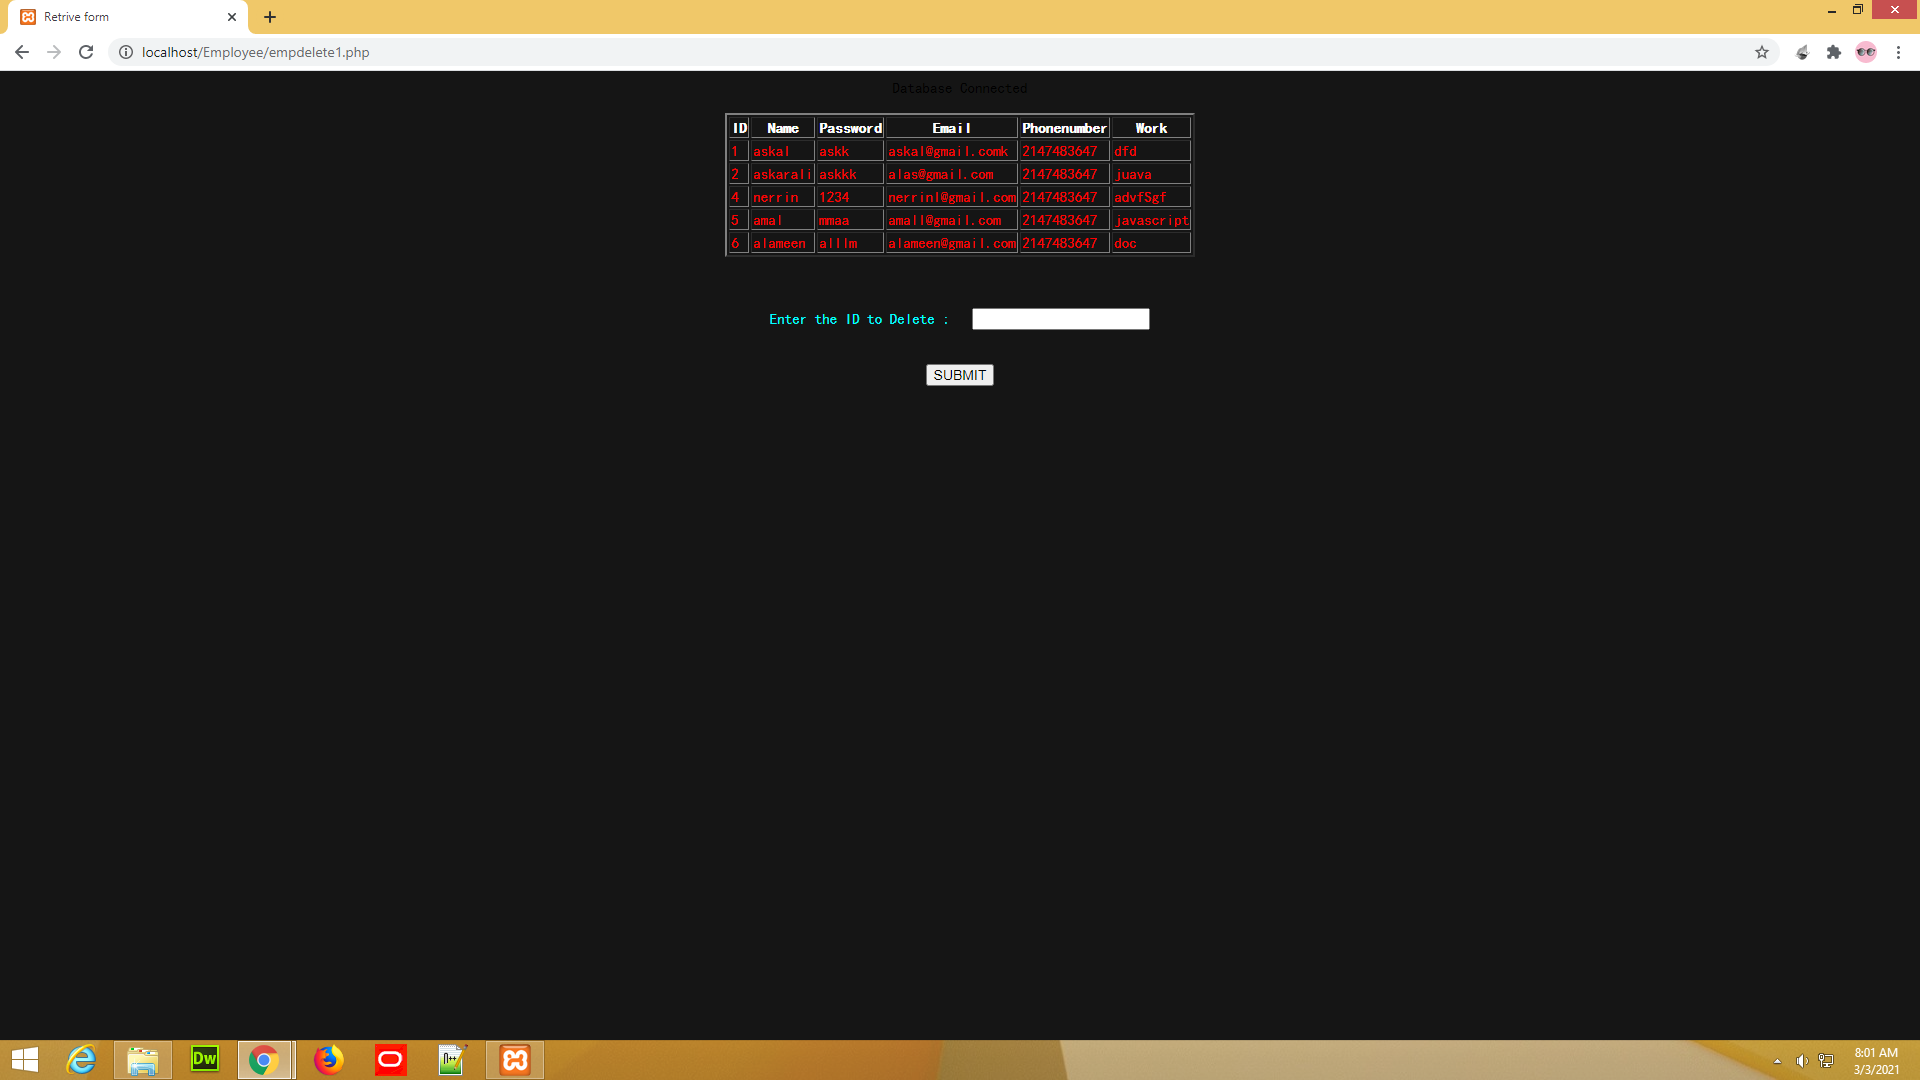 Retrive form
localhost/Employee/empdelete1.php
Database Connected
ID Name Password Email Phonenumber Work
1 askal askk askal@gmail.comk 2147483647 dfd
2 askarali askkk alas@gmail.com 2147483647 juava
4 nerrin 1234 nerrinl@gmail.com 2147483647 advfSgf
5 amal mmaa amall@gmail.com 2147483647 javascript
6 alameen alllm alameen@gmail.com 2147483647 doc
Enter the ID to Delete :
SUBMIT
Dw
8:01 AM
3/3/2021